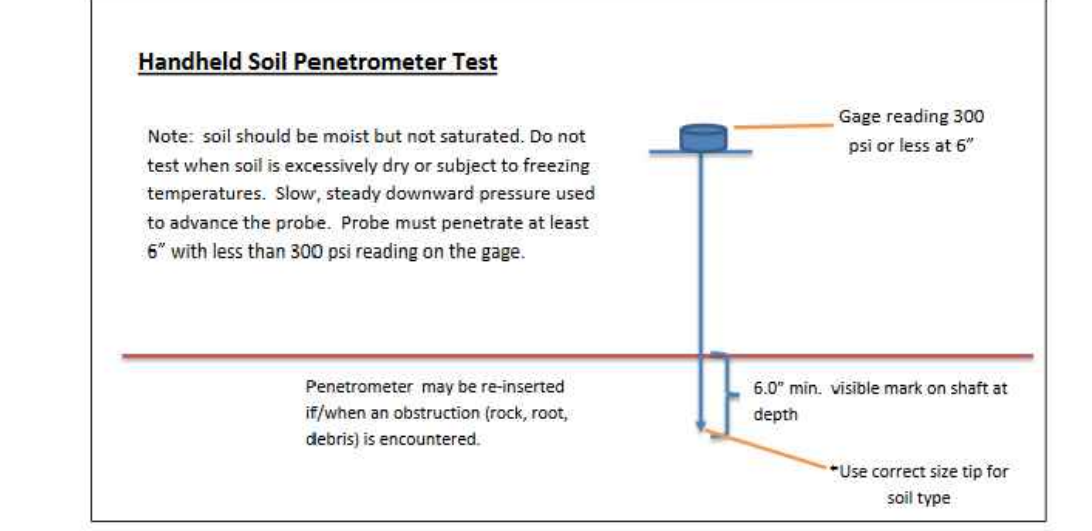 Handheld Soil Penetrometer Test
Note:  soil should be moist but not saturated. Do not
test when soil is excessively dry or subject to freezing
temperatures.  Slow, steady downward pressure used
to advance the probe.  Probe must penetrate at least
6” with less than 300 psi reading on the gage.
Gage reading 300
psi or less at 6”
Penetrometer  may be re-inserted
if/when an obstruction (rock, root,
debris) is encountered.
6.0” min.  visible mark on shaft at
depth
*Use correct size tip for
soil type